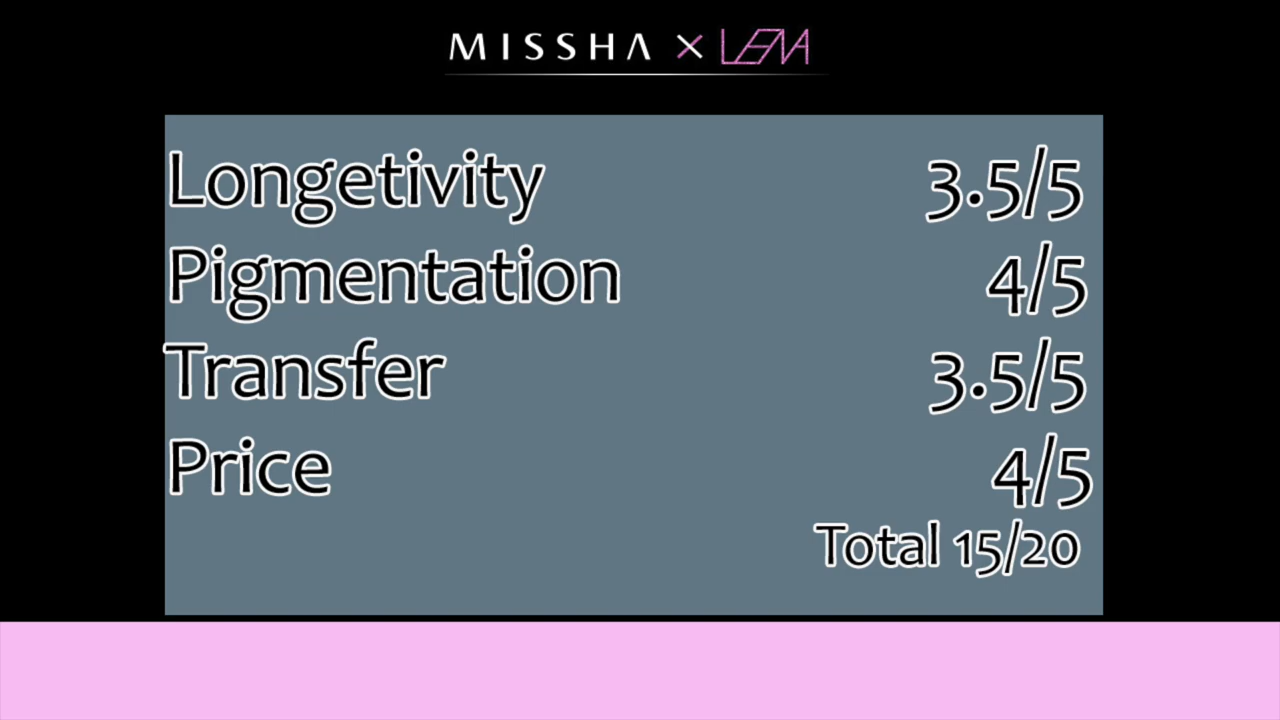 MISSHA X LENA
Longetivity 3.5/5
Pigmentation 4/5
Transfer 3.5/5
Price 4/5
Total 15/20